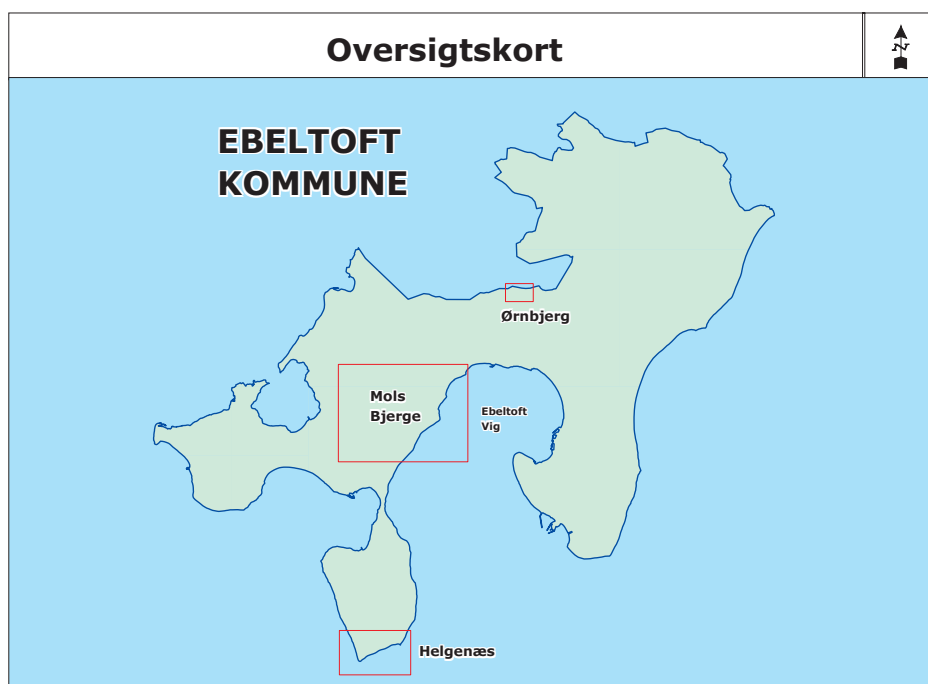 Oversigtskort
N
EBELTOFT
KOMMUNE
Ørnbjerg
Mols
Bjerge
Ebeltoft
Vig
Helgenæs